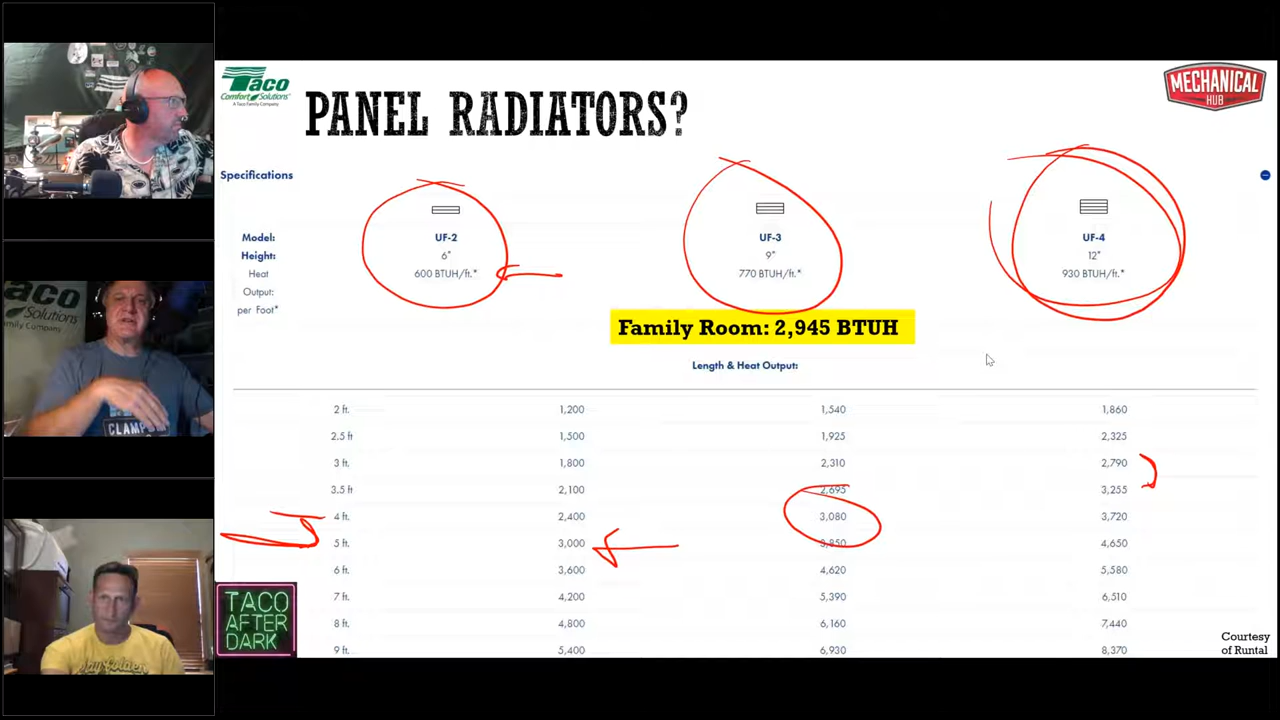 Taco
Comfort Solutions
A Taco Family Company
PANEL RADIATORS?
MECHANICAL
HUB
Specifications
Model: UF-2 UF-3 UF-4
Height: 6" 9" 12"
Heat 600 BTUH/ft.* 770 BTUH/ft.* 930 BTUH/ft.*
Output:
per Foot*
Family Room: 2,945 BTUH
Length & Heat Output:
2 ft. 1,200 1,540 1,860
2.5 ft 1,500 1,925 2,325
3 ft. 1,800 2,310 2,790
3.5 ft 2,100 2,695 3,255
4 ft. 2,400 3,080 3,720
5 ft. 3,000 3,850 4,650
6 ft. 3,600 4,620 5,580
7 ft. 4,200 5,390 6,510
8 ft. 4,800 6,160 7,440
9 ft. 5,400 6,930 8,370
TACO
AFTER
DARK
Courtesy
of Runtal